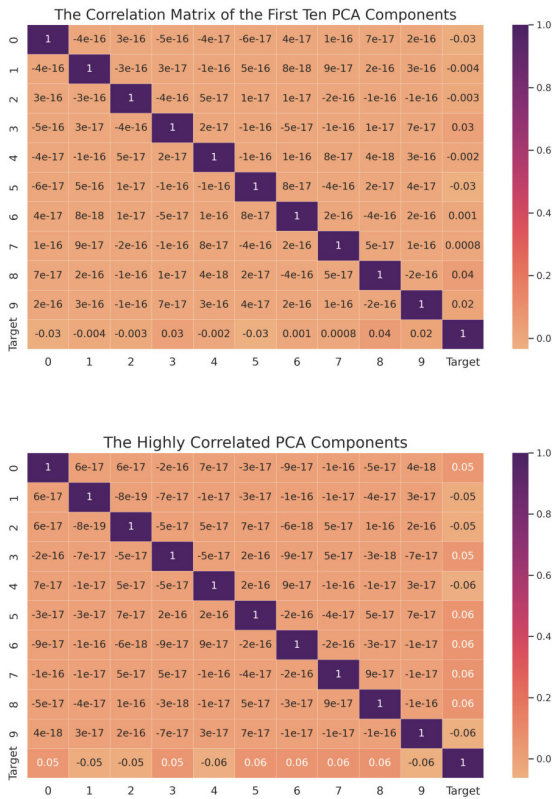 The Correlation Matrix of the First Ten PCA Components
0 1 -4e-16 3e-16 -5e-16 -4e-17 -6e-17 4e-17 1e-16 7e-17 2e-16 -0.03
1 -4e-16 1 -3e-16 3e-17 -1e-16 5e-16 8e-18 9e-17 2e-16 3e-16 -0.004
2 3e-16 -3e-16 1 -4e-16 5e-17 1e-17 1e-17 -2e-16 -1e-16 -1e-16 -0.003
3 -5e-16 3e-17 -4e-16 1 2e-17 -1e-16 -5e-17 -1e-16 1e-17 7e-17 0.03
4 -4e-17 -1e-16 5e-17 2e-17 1 -1e-16 1e-16 8e-17 4e-18 3e-16 -0.002
5 -6e-17 5e-16 1e-17 -1e-16 -1e-16 1 8e-17 -4e-16 2e-17 4e-17 -0.03
6 4e-17 8e-18 1e-17 -5e-17 1e-16 8e-17 1 2e-16 -4e-16 2e-16 0.001
7 1e-16 9e-17 -2e-16 -1e-16 8e-17 -4e-16 2e-16 1 5e-17 1e-16 0.0008
8 7e-17 2e-16 -1e-16 1e-17 4e-18 2e-17 -4e-16 5e-17 1 -2e-16 0.04
9 2e-16 3e-16 -1e-16 7e-17 3e-16 4e-17 2e-16 1e-16 -2e-16 1 0.02
Target -0.03 -0.004 -0.003 0.03 -0.002 -0.03 0.001 0.0008 0.04 0.02 1
0 1 2 3 4 5 6 7 8 9 Target
1.0
0.8
0.6
0.4
0.2
0.0
The Highly Correlated PCA Components
0 1 6e-17 6e-17 -2e-16 7e-17 -3e-17 -9e-17 -1e-16 -5e-17 4e-18 0.05
1 6e-17 1 -8e-19 -7e-17 -1e-17 -3e-17 -1e-16 -1e-17 -4e-17 3e-17 -0.05
2 6e-17 -8e-19 1 -5e-17 5e-17 7e-17 -6e-18 5e-17 1e-16 2e-16 -0.05
3 -2e-16 -7e-17 -5e-17 1 -5e-17 2e-16 -9e-17 5e-17 -3e-18 -7e-17 0.05
4 7e-17 -1e-17 5e-17 -5e-17 1 2e-16 9e-17 -1e-16 -1e-17 3e-17 -0.06
5 -3e-17 -3e-17 7e-17 2e-16 2e-16 1 -2e-16 -4e-17 5e-17 7e-17 0.06
6 -9e-17 -1e-16 -6e-18 -9e-17 9e-17 -2e-16 1 -2e-16 -3e-17 -1e-17 0.06
7 -1e-16 -1e-17 5e-17 5e-17 -1e-16 -4e-17 -2e-16 1 9e-17 -1e-17 0.06
8 -5e-17 -4e-17 1e-16 -3e-18 -1e-17 5e-17 -3e-17 9e-17 1 -1e-16 0.06
9 4e-18 3e-17 2e-16 -7e-17 3e-17 7e-17 -1e-17 -1e-17 -1e-16 1 -0.06
Target 0.05 -0.05 -0.05 0.05 -0.06 0.06 0.06 0.06 0.06 -0.06 1
0 1 2 3 4 5 6 7 8 9 Target
1.0
0.8
0.6
0.4
0.2
0.0